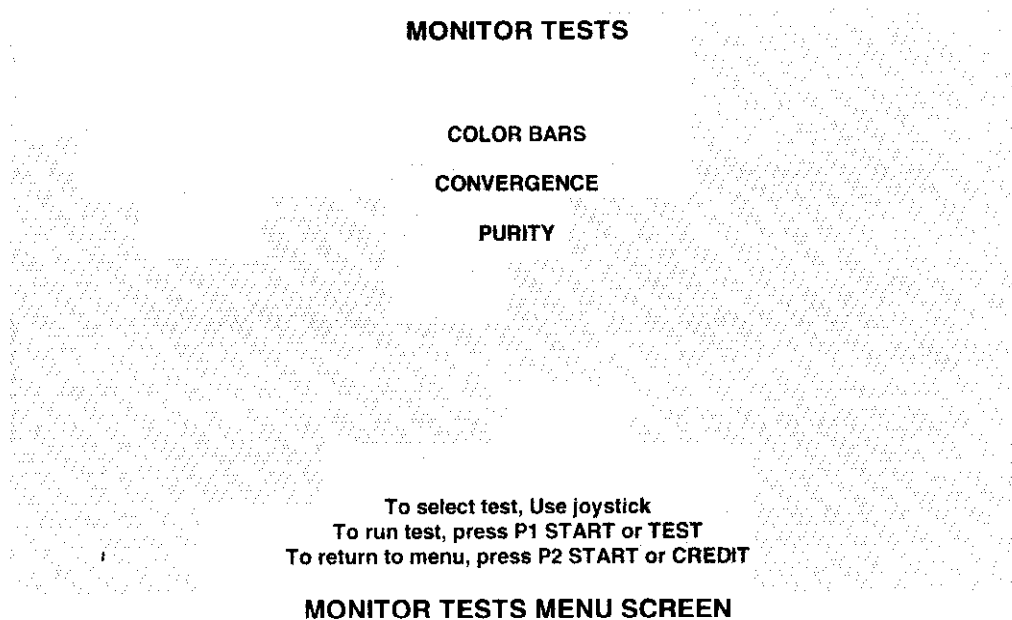 MONITOR TESTS
COLOR BARS
CONVERGENCE
PURITY
To select test, Use joystick
To run test, press P1 START or TEST
To return to menu, press P2 START or CREDIT
MONITOR TESTS MENU SCREEN